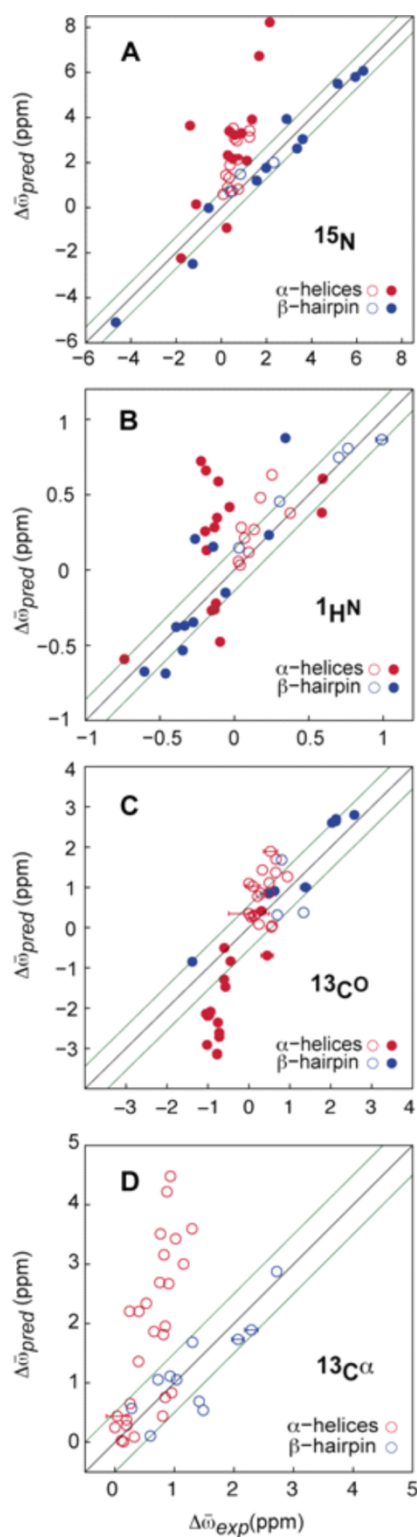 A
8
6
4
2
0
−2
−4
−6
Δω̄pred (ppm)
15N
α−helices
β−hairpin
−6 −4 −2 0 2 4 6 8
B
1
0.5
0
−0.5
−1
Δω̄pred (ppm)
1HN
α−helices
β−hairpin
−1 −0.5 0 0.5 1
C
4
3
2
1
0
−1
−2
−3
Δω̄pred (ppm)
13CO
α−helices
β−hairpin
−3 −2 −1 0 1 2 3 4
D
5
4
3
2
1
0
Δω̄pred (ppm)
13Cα
α−helices
β−hairpin
0 1 2 3 4 5
Δω̄exp(ppm)